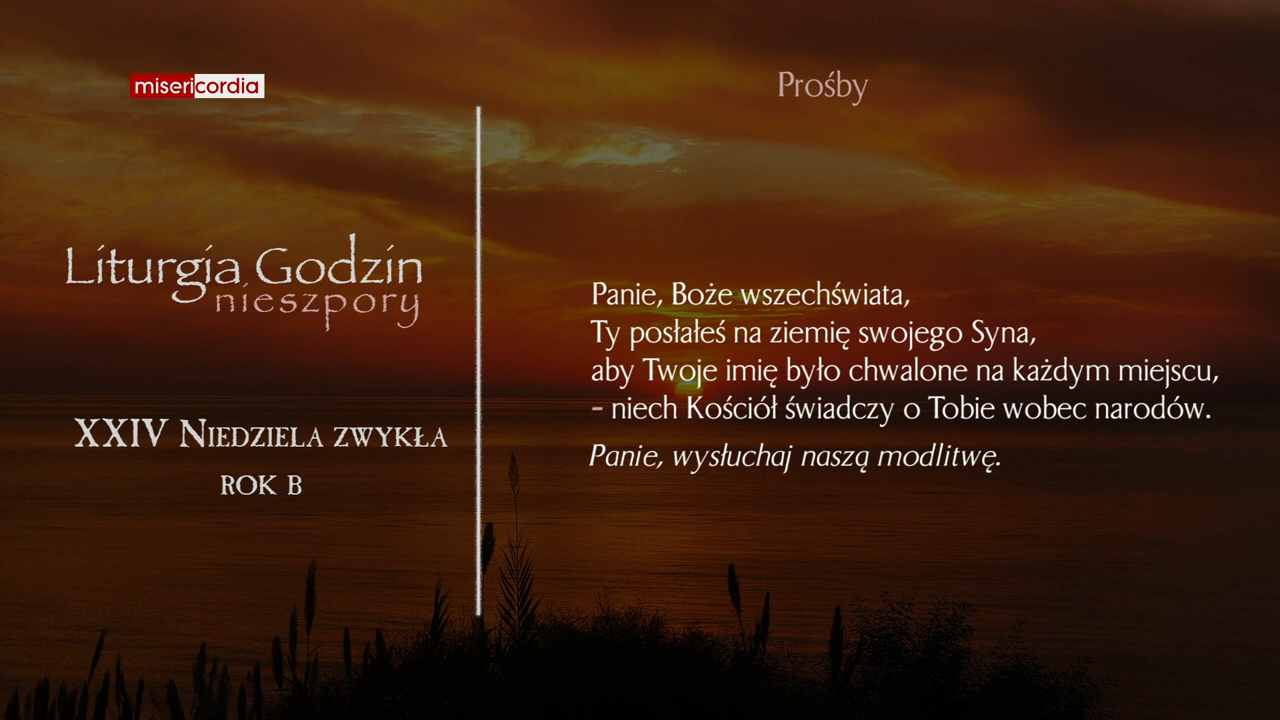 misericordia
Liturgia Godzin
nieszpory
XXIV Niedziela zwykła
rok B
Prośby
Panie, Boże wszechświata,
Ty posłałeś na ziemię swojego Syna,
aby Twoje imię było chwalone na każdym miejscu,
- niech Kościół świadczy o Tobie wobec narodów.
Panie, wysłuchaj naszą modlitwę.